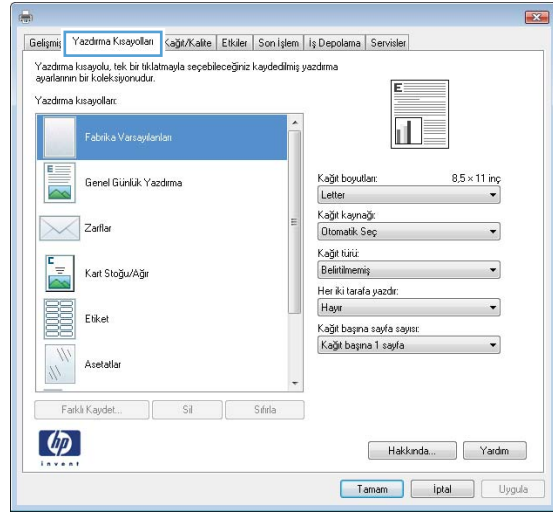 Gelişmiş
Yazdırma Kısayolları
Kağıt/Kalite
Etkiler
Son İşlem
İş Depolama
Servisler
Yazdırma kısayolu, tek bir tıklatmayla seçebileceğiniz kaydedilmiş yazdırma
ayarlarının bir koleksiyonudur.
Yazdırma kısayolları:
Fabrika Varsayılanları
Genel Günlük Yazdırma
Zarflar
Kart Stoğu/Ağır
Etiket
Asetatlar
E
E
C
Kağıt boyutları:
8,5 × 11 inç
Letter
Kağıt kaynağı:
Otomatik Seç
Kağıt türü:
Belirtilmemiş
Her iki tarafa yazdır:
Hayır
Kağıt başına sayfa sayısı:
Kağıt başına 1 sayfa
Farklı Kaydet...
Sil
Sıfırla
hp
invent
Hakkında...
Yardım
Tamam
İptal
Uygula